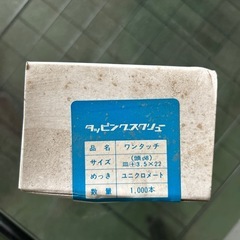 タッピングスクリュー
品名 ワンタッチ
サイズ (頭#8) 皿+3.5×22
めっき ユニクロメート
数量 1,000本